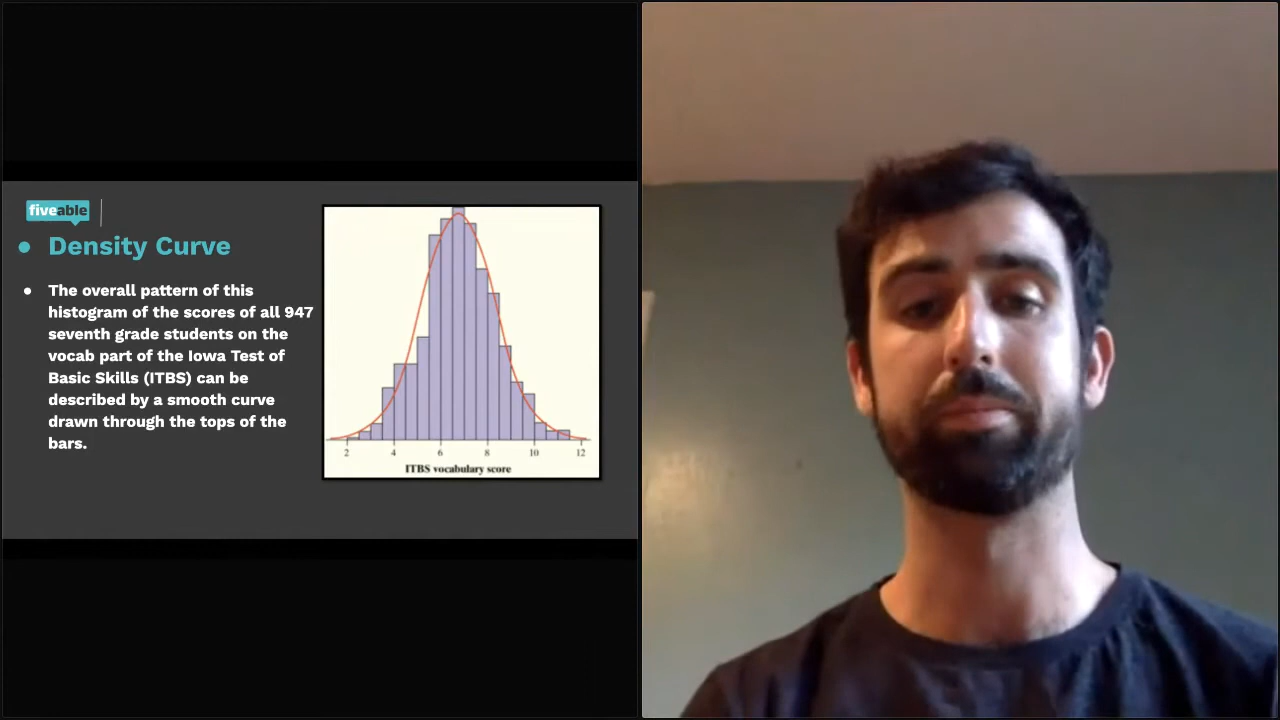 fiveable
● Density Curve
● The overall pattern of this
histogram of the scores of all 947
seventh grade students on the
vocab part of the Iowa Test of
Basic Skills (ITBS) can be
described by a smooth curve
drawn through the tops of the
bars.
2 4 6 8 10 12
ITBS vocabulary score